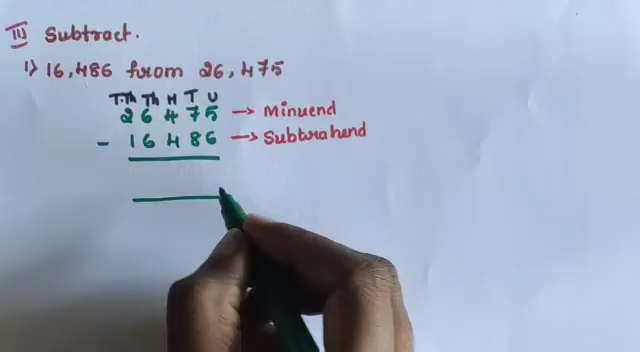 III Subtract.
1) 16,486 from 26,475
T.Th Th H T U
2 6 4 7 5 → Minuend
- 1 6 4 8 6 → Subtrahend